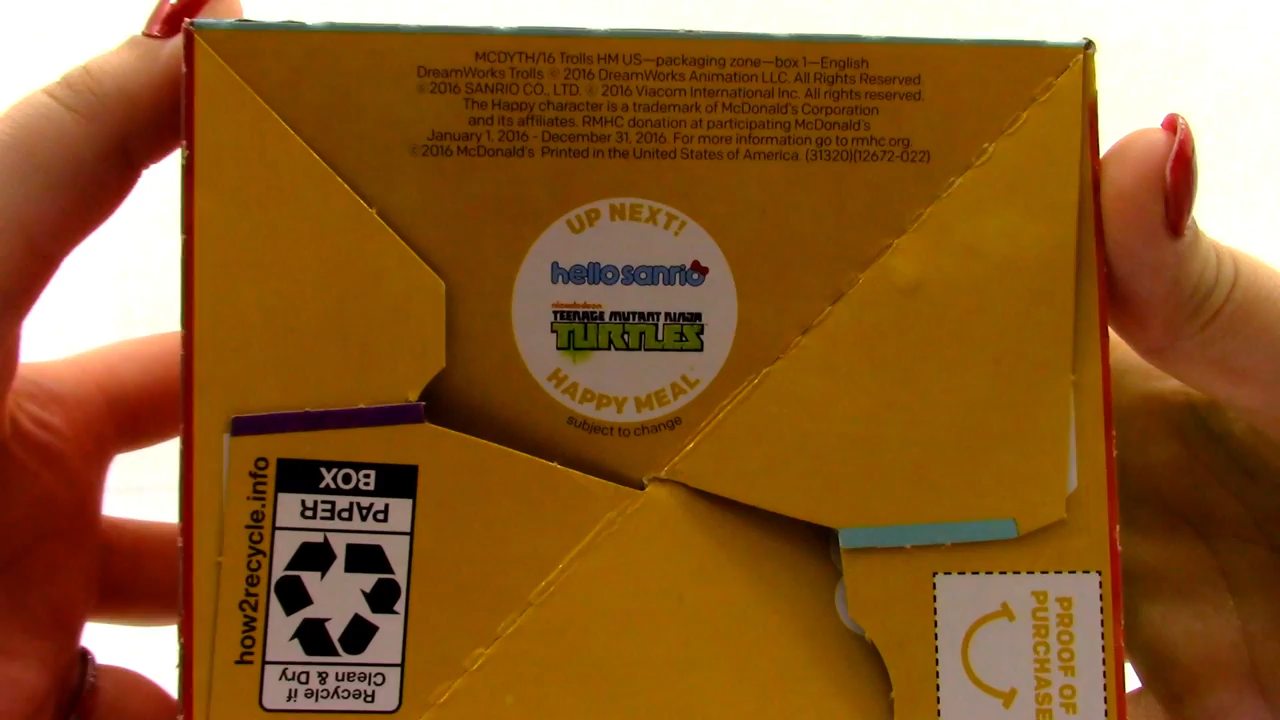 MCDYTH/16 Trolls HM US—packaging zone—box 1—English
DreamWorks Trolls © 2016 DreamWorks Animation LLC. All Rights Reserved.
© 2016 SANRIO CO., LTD. © 2016 Viacom International Inc. All rights reserved.
The Happy character is a trademark of McDonald's Corporation
and its affiliates. RMHC donation at participating McDonald's
January 1, 2016 - December 31, 2016. For more information go to rmhc.org.
©2016 McDonald's Printed in the United States of America. (31320)(12672-022)
UP NEXT!
hello sanrio
nickelodeon
TEENAGE MUTANT NINJA
TURTLES
HAPPY MEAL
subject to change
how2recycle.info
BOX
PAPER
Recycle if
Clean & Dry
PROOF OF
PURCHASE